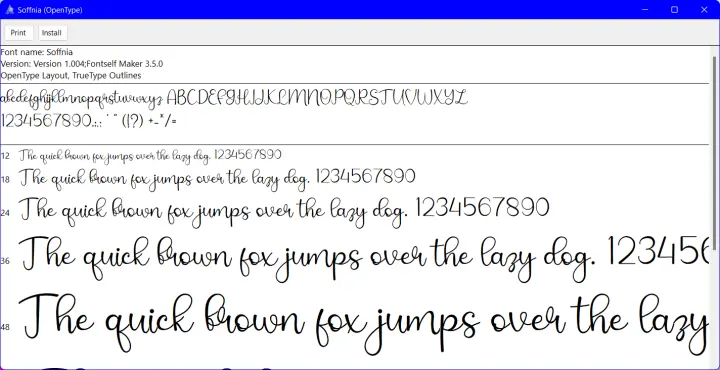 Soffnia (OpenType)
Print Install
Font name: Soffnia
Version: Version 1.004;Fontself Maker 3.5.0
OpenType Layout, TrueType Outlines
abcdefghijklmnopqrstuvwxyz ABCDEFGHIJKLMNOPQRSTUVWXYZ
1234567890.:,; ' " (!?) +-*/=
12 The quick brown fox jumps over the lazy dog. 1234567890
18 The quick brown fox jumps over the lazy dog. 1234567890
24 The quick brown fox jumps over the lazy dog. 1234567890
36 The quick brown fox jumps over the lazy dog. 123456
48 The quick brown fox jumps over the lazy